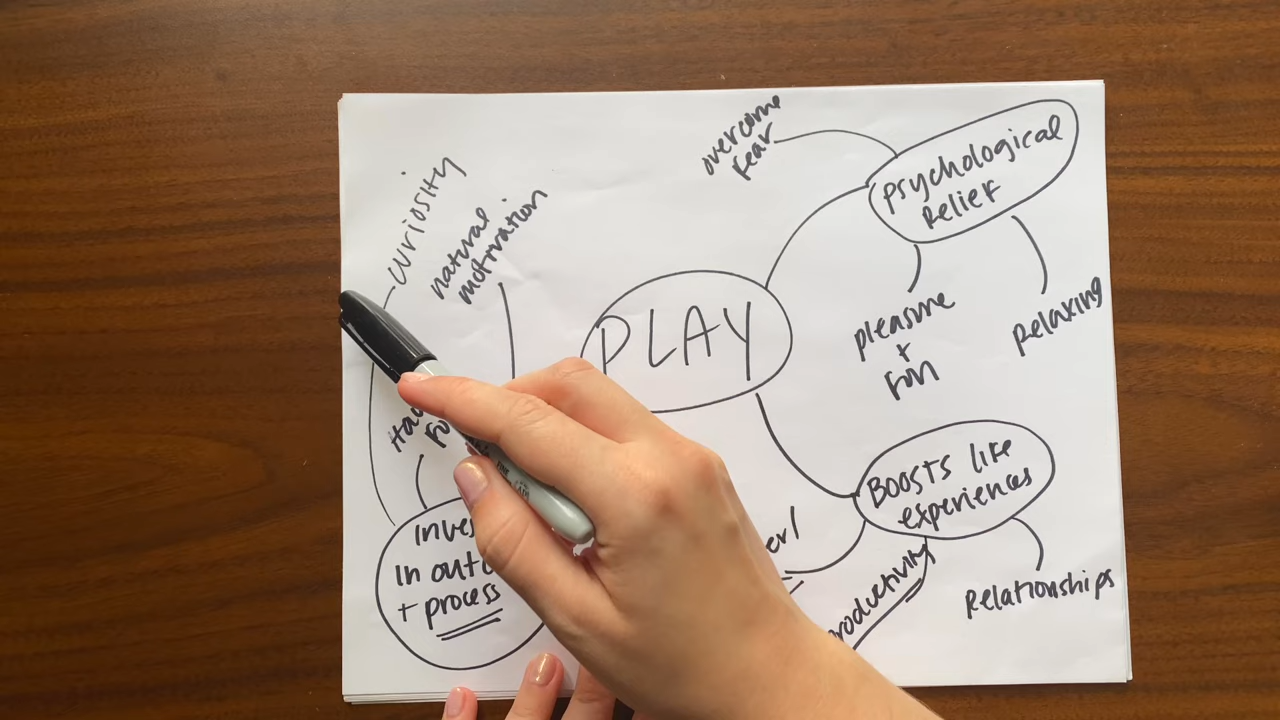 overcome
fear
psychological
relief
curiosity
natural
motivation
PLAY
pleasure
+
fun
relaxing
Boosts life
experiences
in
+ process
productivity
relationships